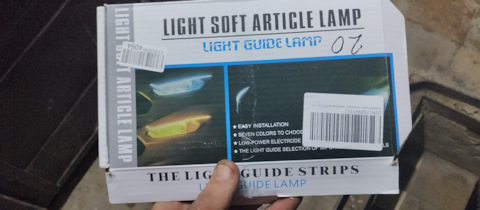 LIGHT SOFT ARTICLE LAMP
LIGHT GUIDE LAMP
20
LIGHT SOFT ARTICLE LAMP
★ EASY INSTALLATION
★ SEVEN COLORS TO CHOOSE
★ LOW-POWER ELECTRODE
★ THE LIGHT GUIDE SELECTION OF
THE LIGHT GUIDE STRIPS
LIGHT GUIDE LAMP